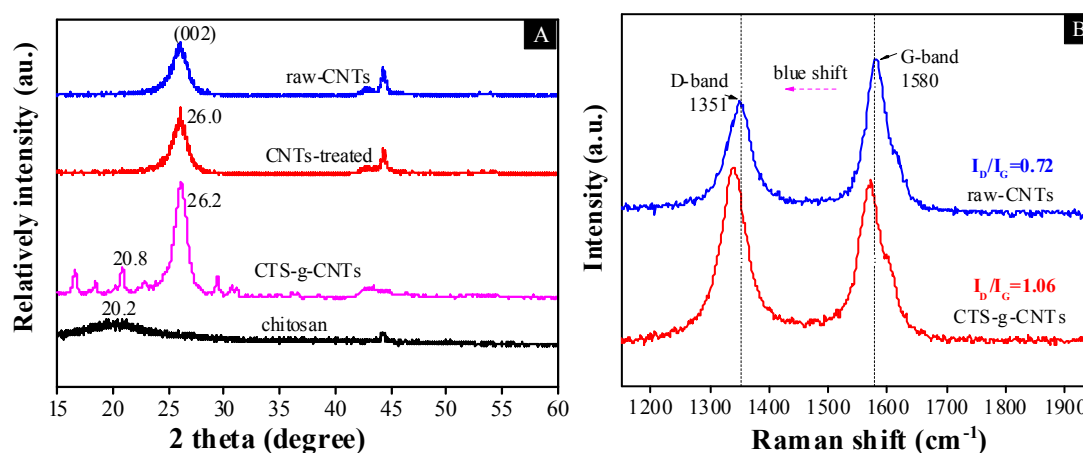 A
(002)
raw-CNTs
26.0
CNTs-treated
26.2
20.8
CTS-g-CNTs
20.2
chitosan
15 20 25 30 35 40 45 50 55 60
2 theta (degree)
Relatively intensity (au.)
B
D-band
1351
blue shift
G-band
1580
I_D/I_G=0.72
raw-CNTs
I_D/I_G=1.06
CTS-g-CNTs
1200 1300 1400 1500 1600 1700 1800 1900
Raman shift (cm⁻¹)
Intensity (a.u.)